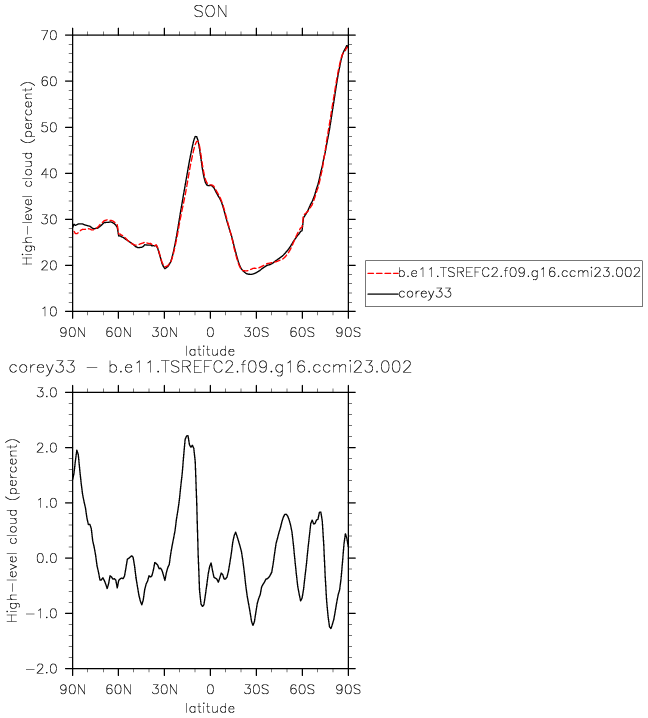 SON
High-level cloud (percent)
70
60
50
40
30
20
10
90N 60N 30N 0 30S 60S 90S
latitude
b.e11.TSREFC2.f09.g16.ccmi23.002
corey33
corey33 - b.e11.TSREFC2.f09.g16.ccmi23.002
High-level cloud (percent)
3.0
2.0
1.0
0.0
-1.0
-2.0
90N 60N 30N 0 30S 60S 90S
latitude